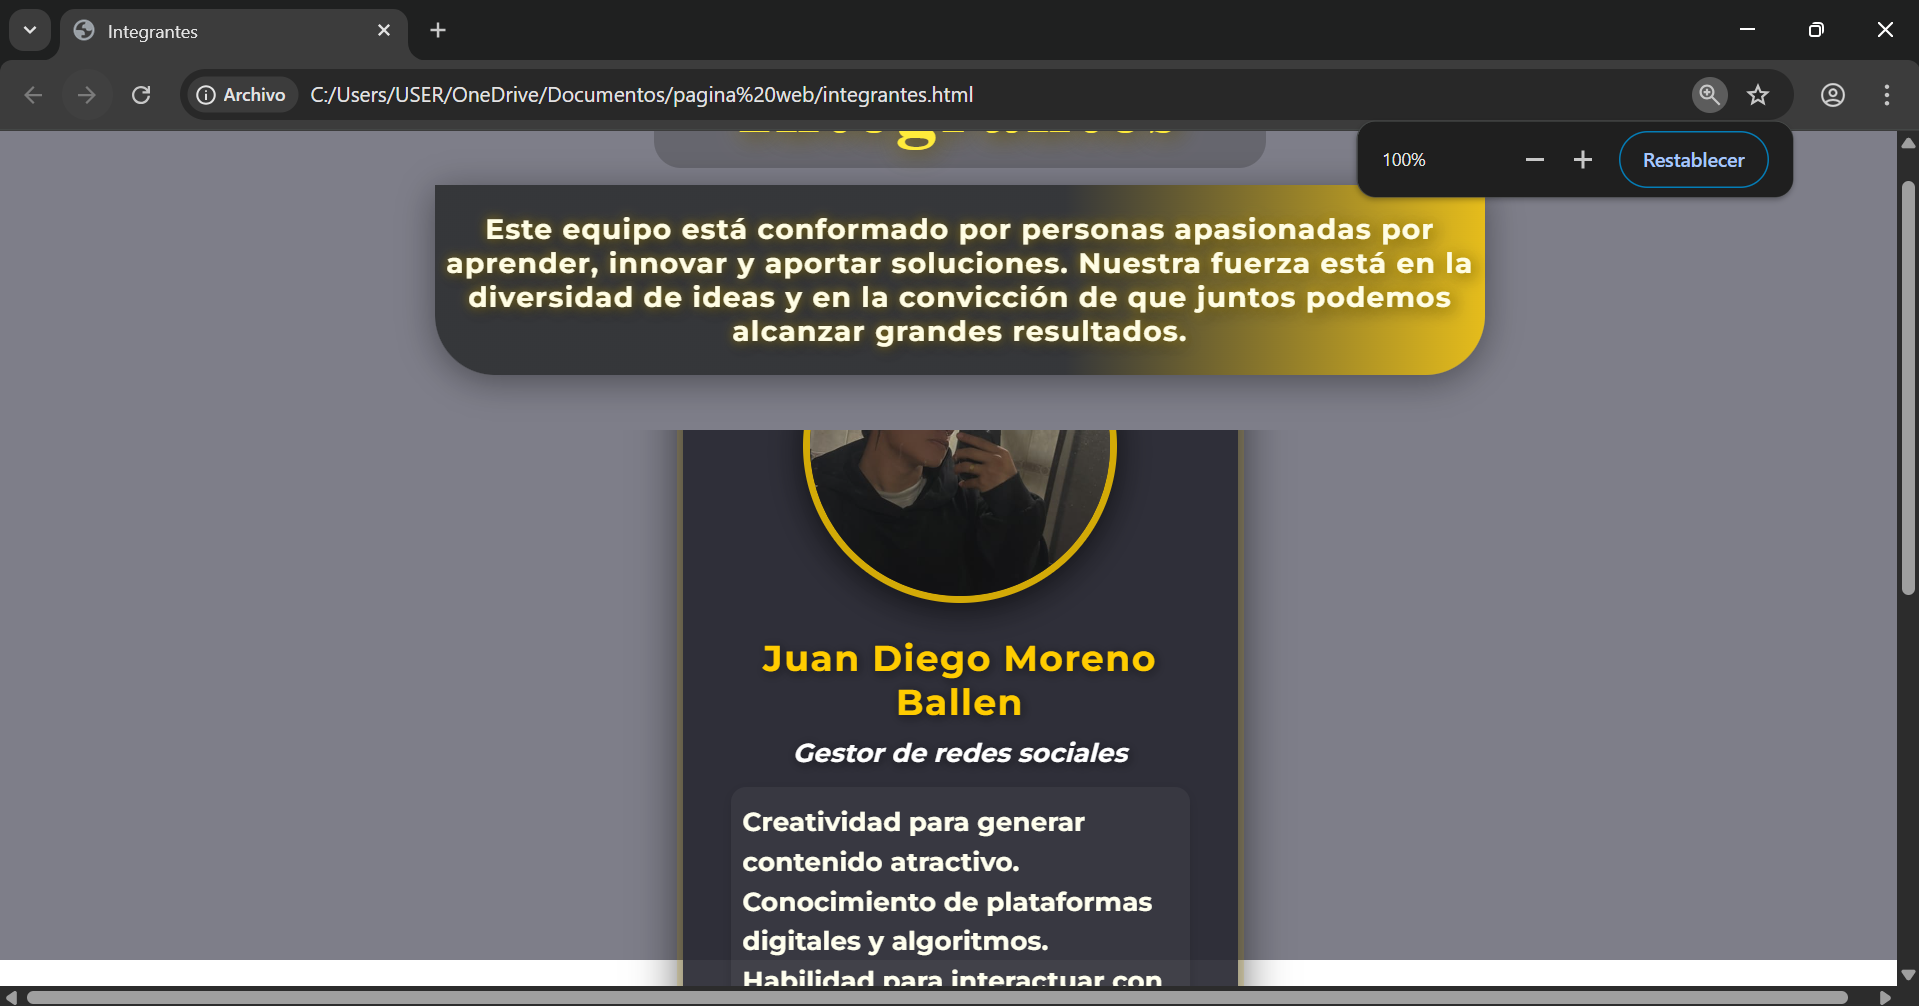 Integrantes
Archivo
C:/Users/USER/OneDrive/Documentos/pagina%20web/integrantes.html
100%
Restablecer
Este equipo está conformado por personas apasionadas por
aprender, innovar y aportar soluciones. Nuestra fuerza está en la
diversidad de ideas y en la convicción de que juntos podemos
alcanzar grandes resultados.
Juan Diego Moreno
Ballen
Gestor de redes sociales
Creatividad para generar
contenido atractivo.
Conocimiento de plataformas
digitales y algoritmos.
Habilidad para interactuar con